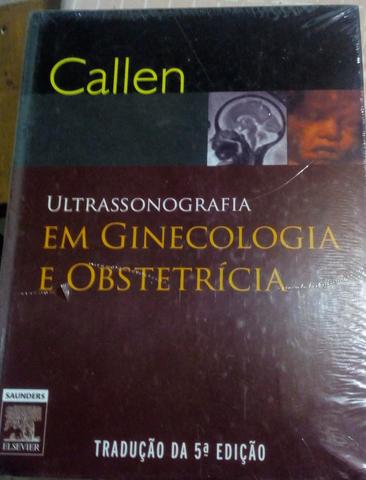 Callen
ULTRASSONOGRAFIA
EM GINECOLOGIA
E OBSTETRÍCIA
SAUNDERS
ELSEVIER
TRADUÇÃO DA 5ª EDIÇÃO